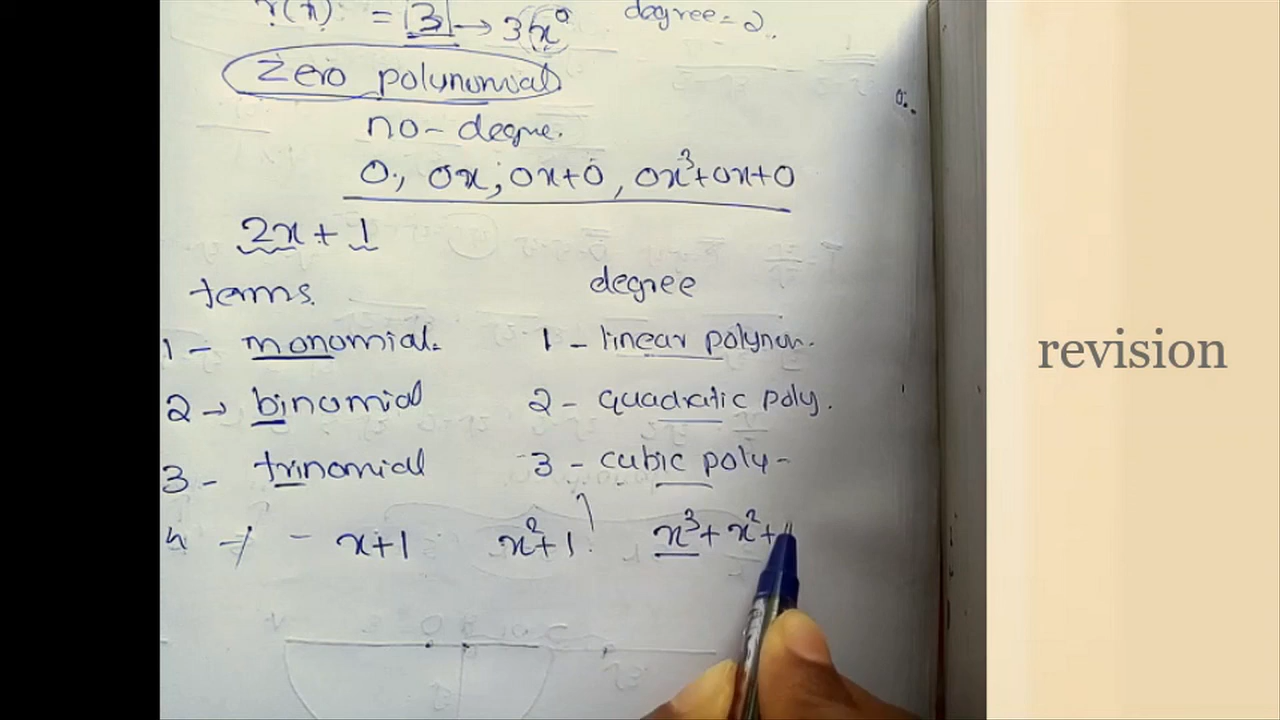 r(x) = 3 → 3x⁰ degree = 2.
Zero polynomial
no-degree.
0, 0x, 0x+0, 0x³+0x+0
2x + 1
terms. degree
1 - monomial. 1 - linear polynom.
2 → binomial 2 - quadratic poly.
3 - trinomial 3 - cubic poly-
4 - x+1 x²+1 x³+x²+
revision